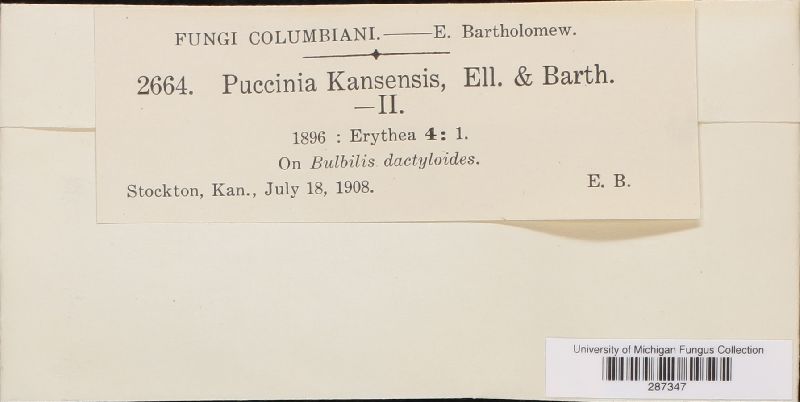 FUNGI COLUMBIANI.——E. Bartholomew.
2664. Puccinia Kansensis, Ell. & Barth.
—II.
1896 : Erythea 4: 1.
On Bulbilis dactyloides.
Stockton, Kan., July 18, 1908. E. B.
University of Michigan Fungus Collection
287347